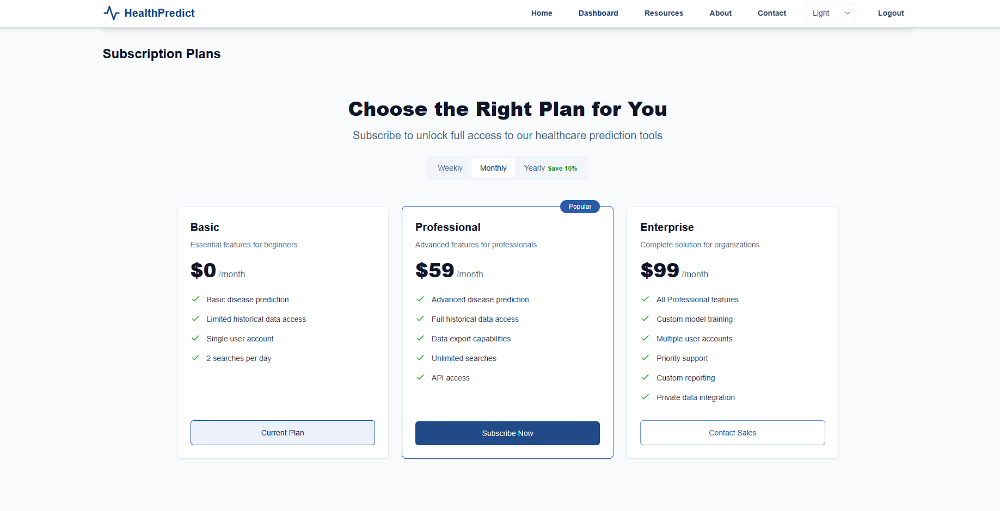 HealthPredict
Home Dashboard Resources About Contact Light Logout
Subscription Plans
Choose the Right Plan for You
Subscribe to unlock full access to our healthcare prediction tools
Weekly Monthly Yearly Save 16%
Basic
Essential features for beginners
$0 /month
Basic disease prediction
Limited historical data access
Single user account
2 searches per day
Current Plan
Popular
Professional
Advanced features for professionals
$59 /month
Advanced disease prediction
Full historical data access
Data export capabilities
Unlimited searches
API access
Subscribe Now
Enterprise
Complete solution for organizations
$99 /month
All Professional features
Custom model training
Multiple user accounts
Priority support
Custom reporting
Private data integration
Contact Sales